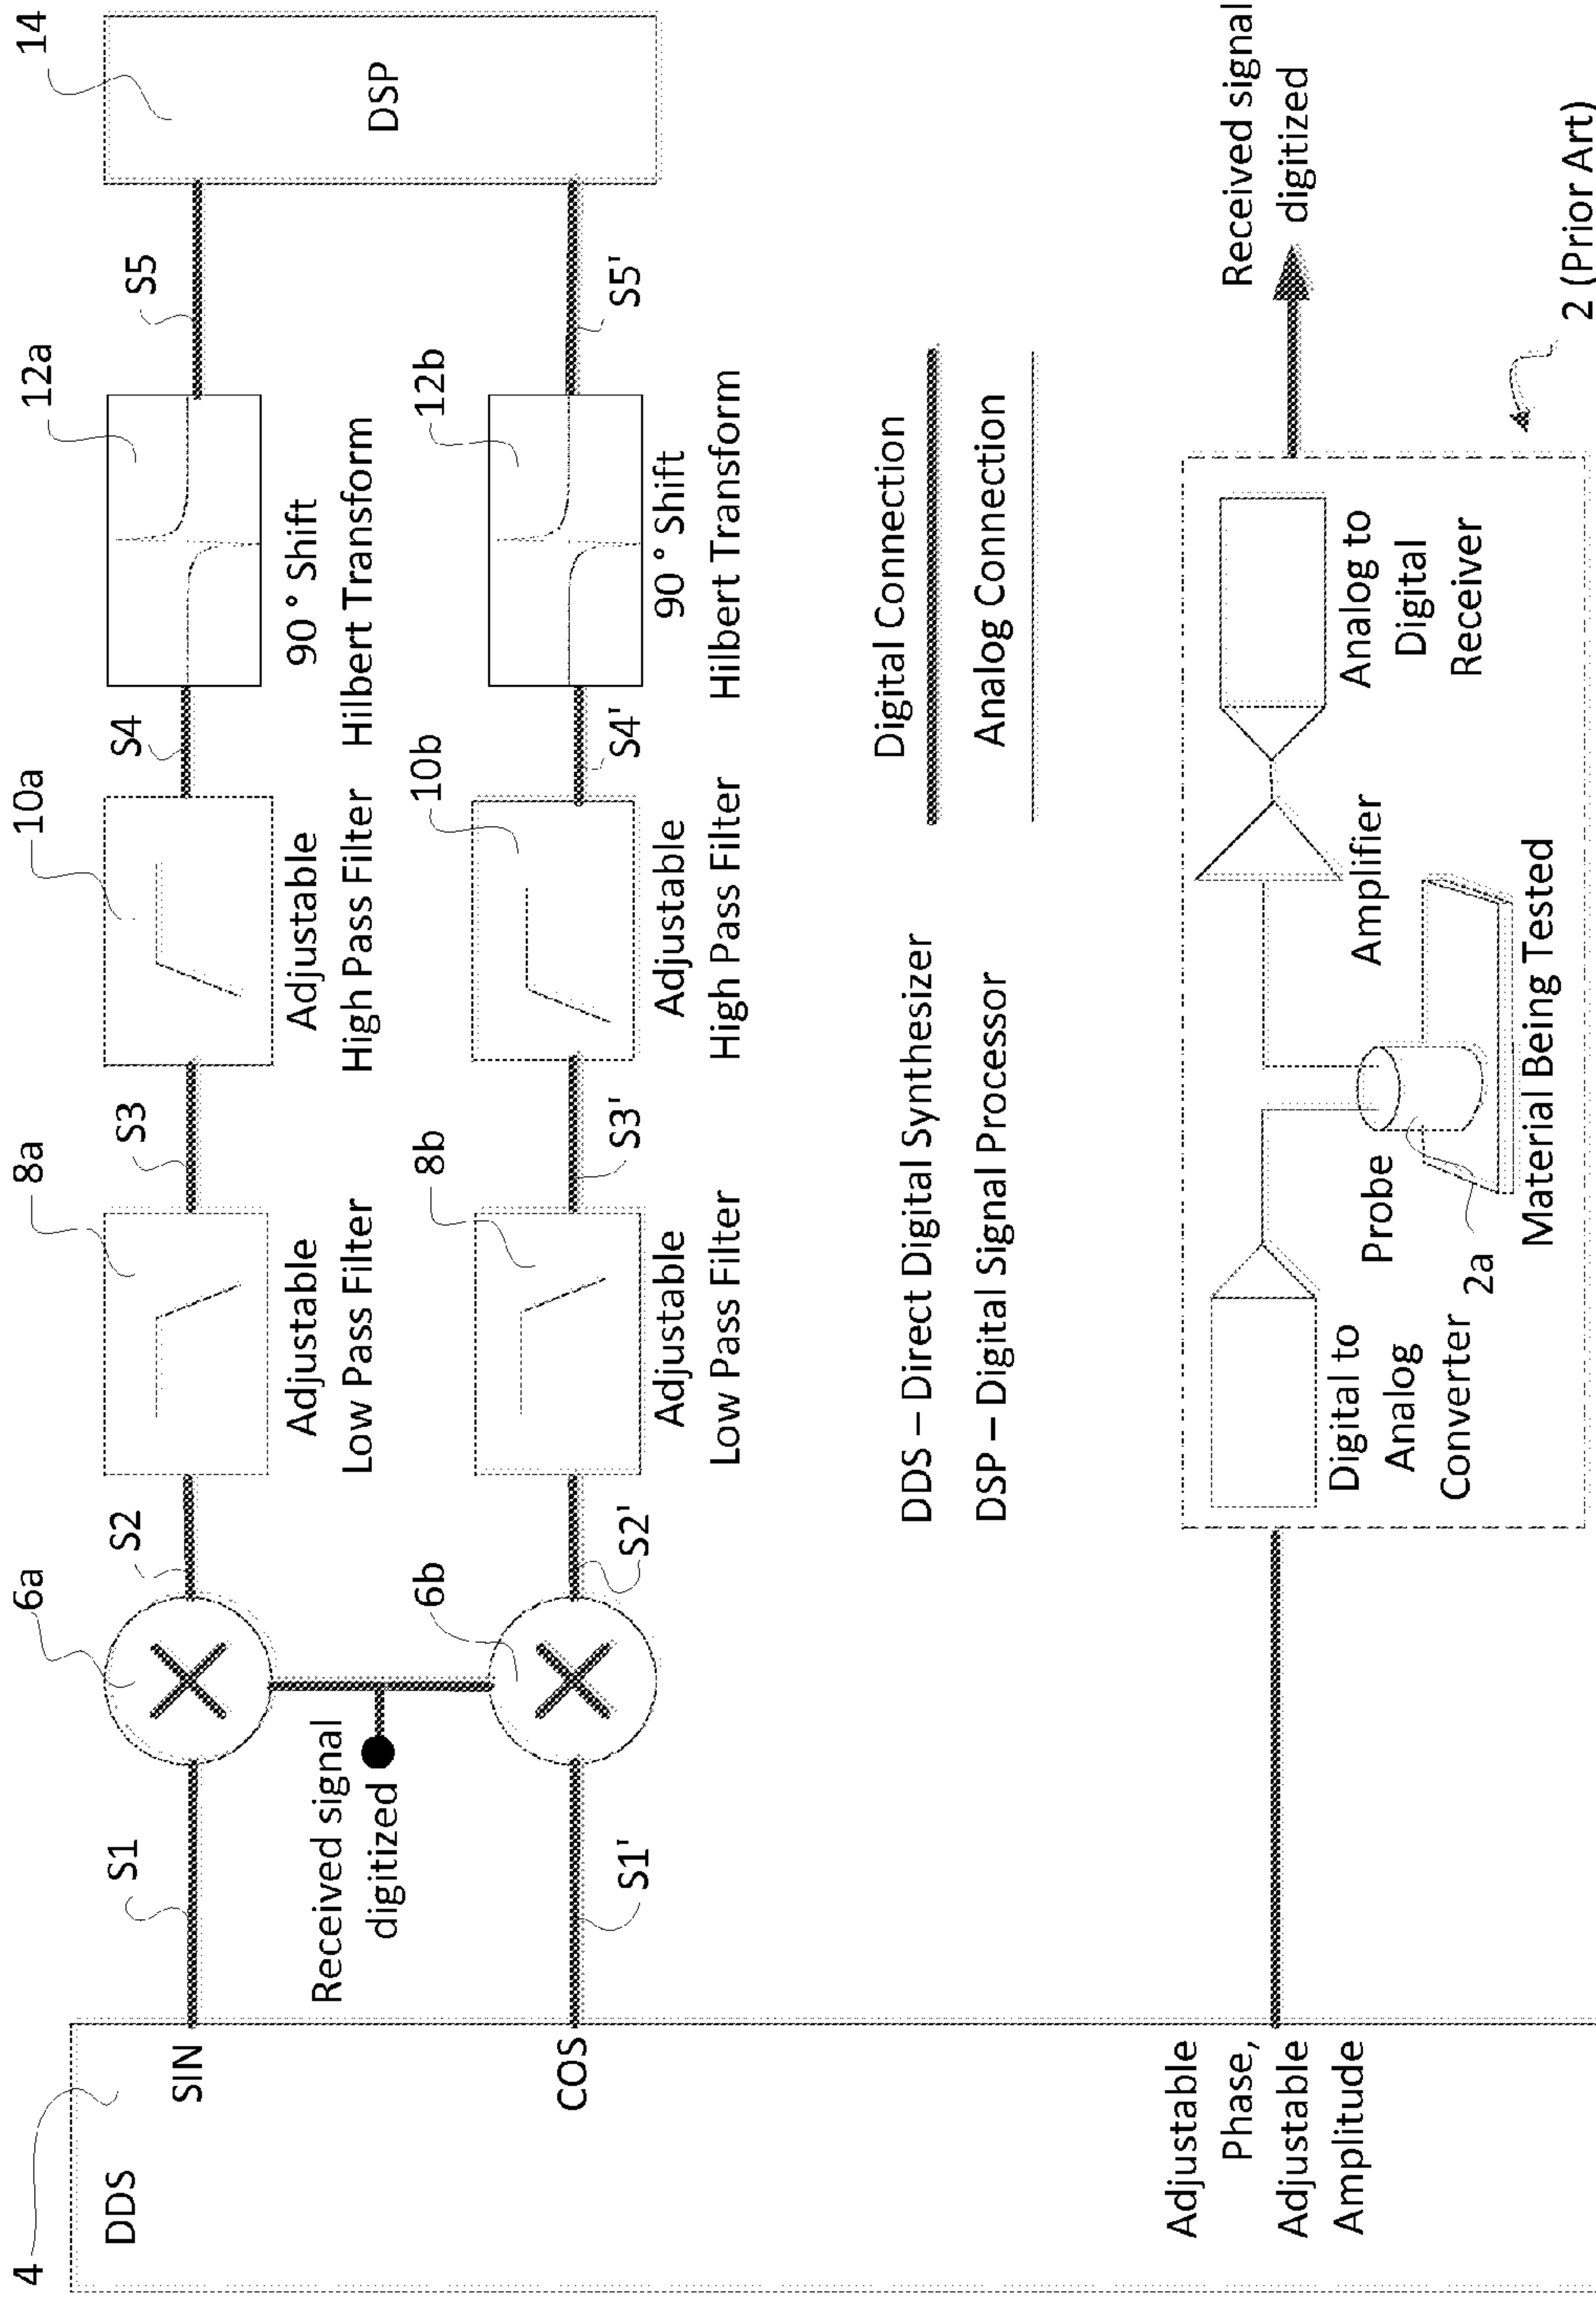 4
DDS
SIN
COS
Adjustable
Phase,
Adjustable
Amplitude
S1
S1'
Received signal
digitized
6a
6b
S2
S2'
8a
Adjustable
Low Pass Filter
8b
Adjustable
Low Pass Filter
S3
S3'
10a
Adjustable
High Pass Filter
10b
Adjustable
High Pass Filter
S4
S4'
12a
90 ° Shift
Hilbert Transform
12b
90 ° Shift
Hilbert Transform
S5
S5'
14
DSP
DDS – Direct Digital Synthesizer
DSP – Digital Signal Processor
Digital Connection
Analog Connection
Digital to
Analog
Converter
Probe
2a
Material Being Tested
Amplifier
Analog to
Digital
Receiver
Received signal
digitized
2 (Prior Art)